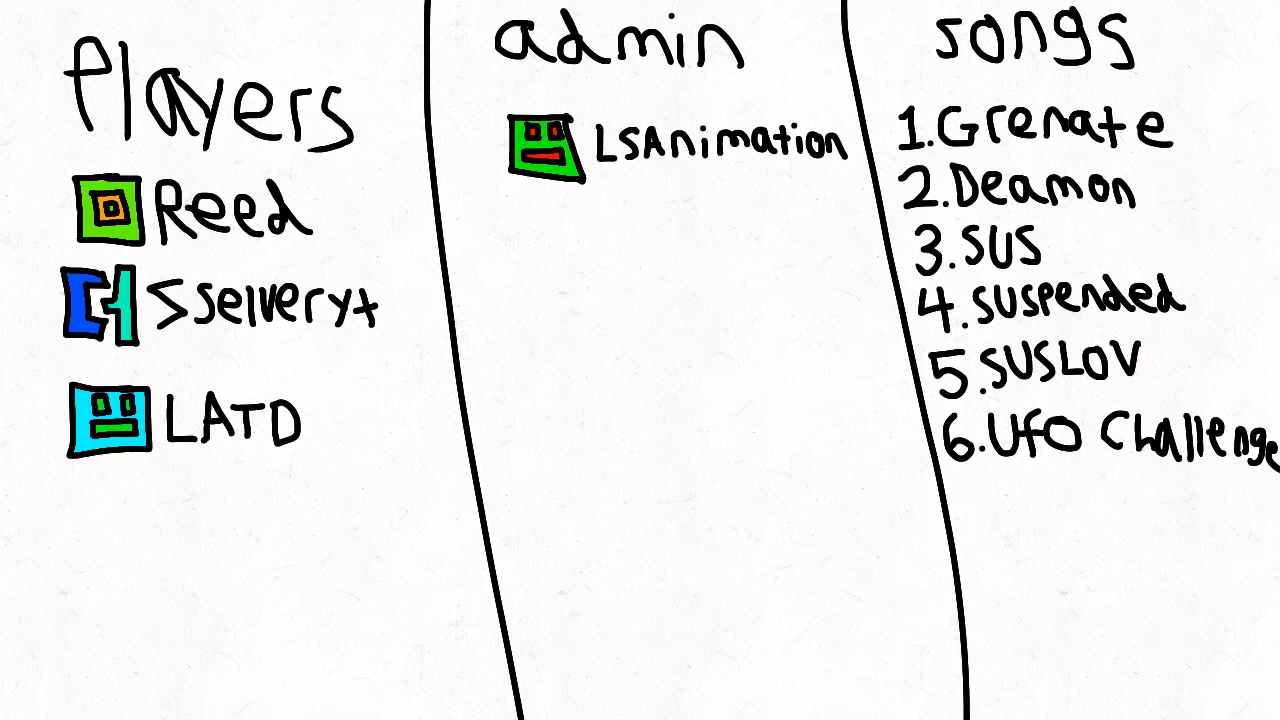 Players
Reed
Sselveryt
LATD
admin
LSAnimation
songs
1.Grenate
2.Deamon
3.SUS
4.suspended
5.SUSLOV
6.UFO Challenge